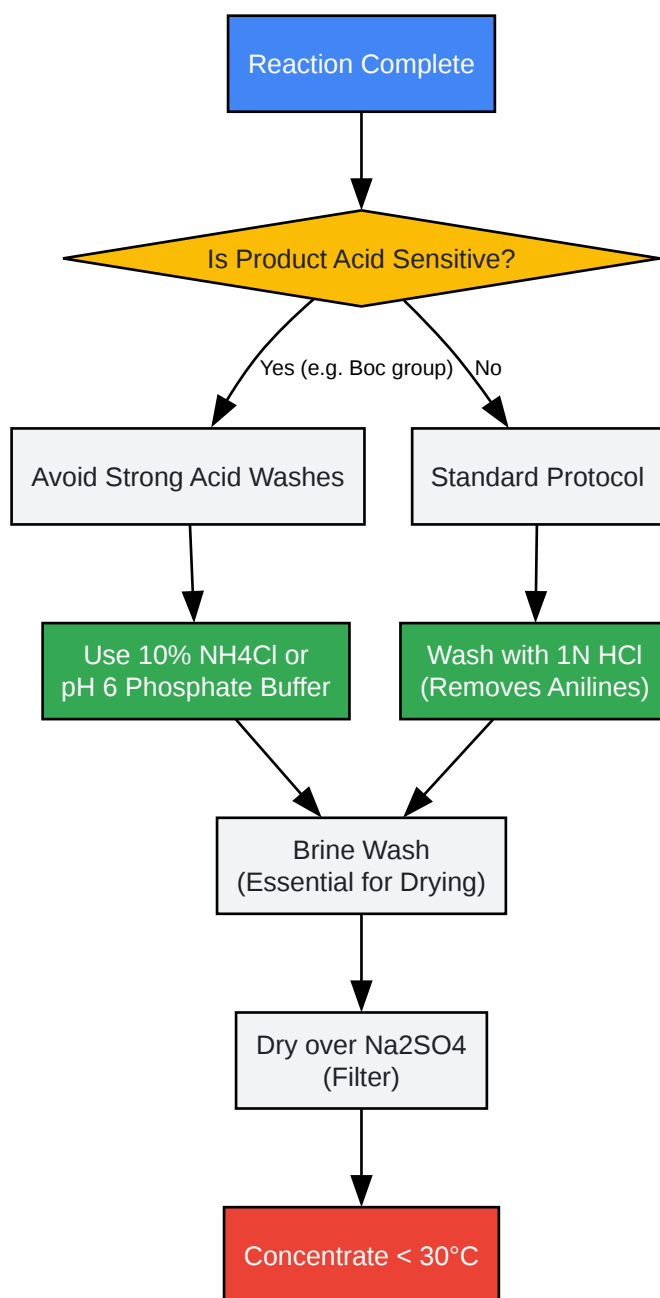 Reaction Complete
Is Product Acid Sensitive?
Yes (e.g. Boc group)
No
Avoid Strong Acid Washes
Standard Protocol
Use 10% NH4Cl or
pH 6 Phosphate Buffer
Wash with 1N HCl
(Removes Anilines)
Brine Wash
(Essential for Drying)
Dry over Na2SO4
(Filter)
Concentrate < 30°C